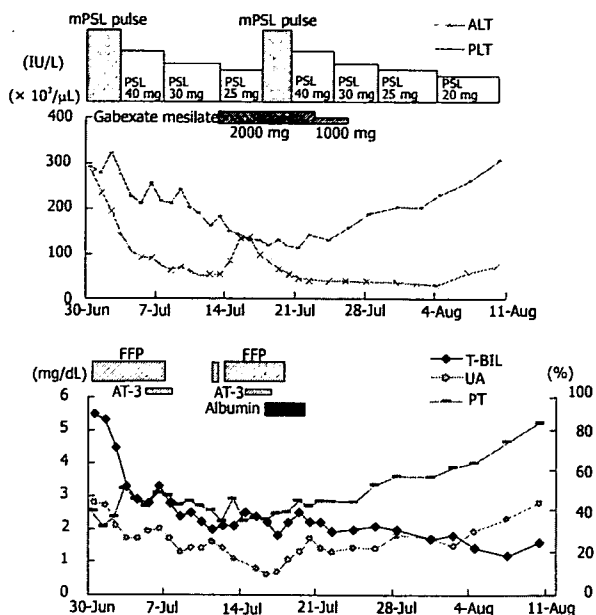 mPSL pulse mPSL pulse
ALT
PLT
(IU/L)
(× 10³/μL)
PSL 40 mg PSL 30 mg PSL 25 mg PSL 40 mg PSL 30 mg PSL 25 mg PSL 20 mg
Gabexate mesilate
2000 mg 1000 mg
400
300
200
100
0
30-Jun 7-Jul 14-Jul 21-Jul 28-Jul 4-Aug 11-Aug
FFP FFP
AT-3 AT-3
Albumin
T-BIL
UA
PT
(mg/dL) (%)
6 100
5 80
4 60
3
2 40
1 20
0 0
30-Jun 7-Jul 14-Jul 21-Jul 28-Jul 4-Aug 11-Aug